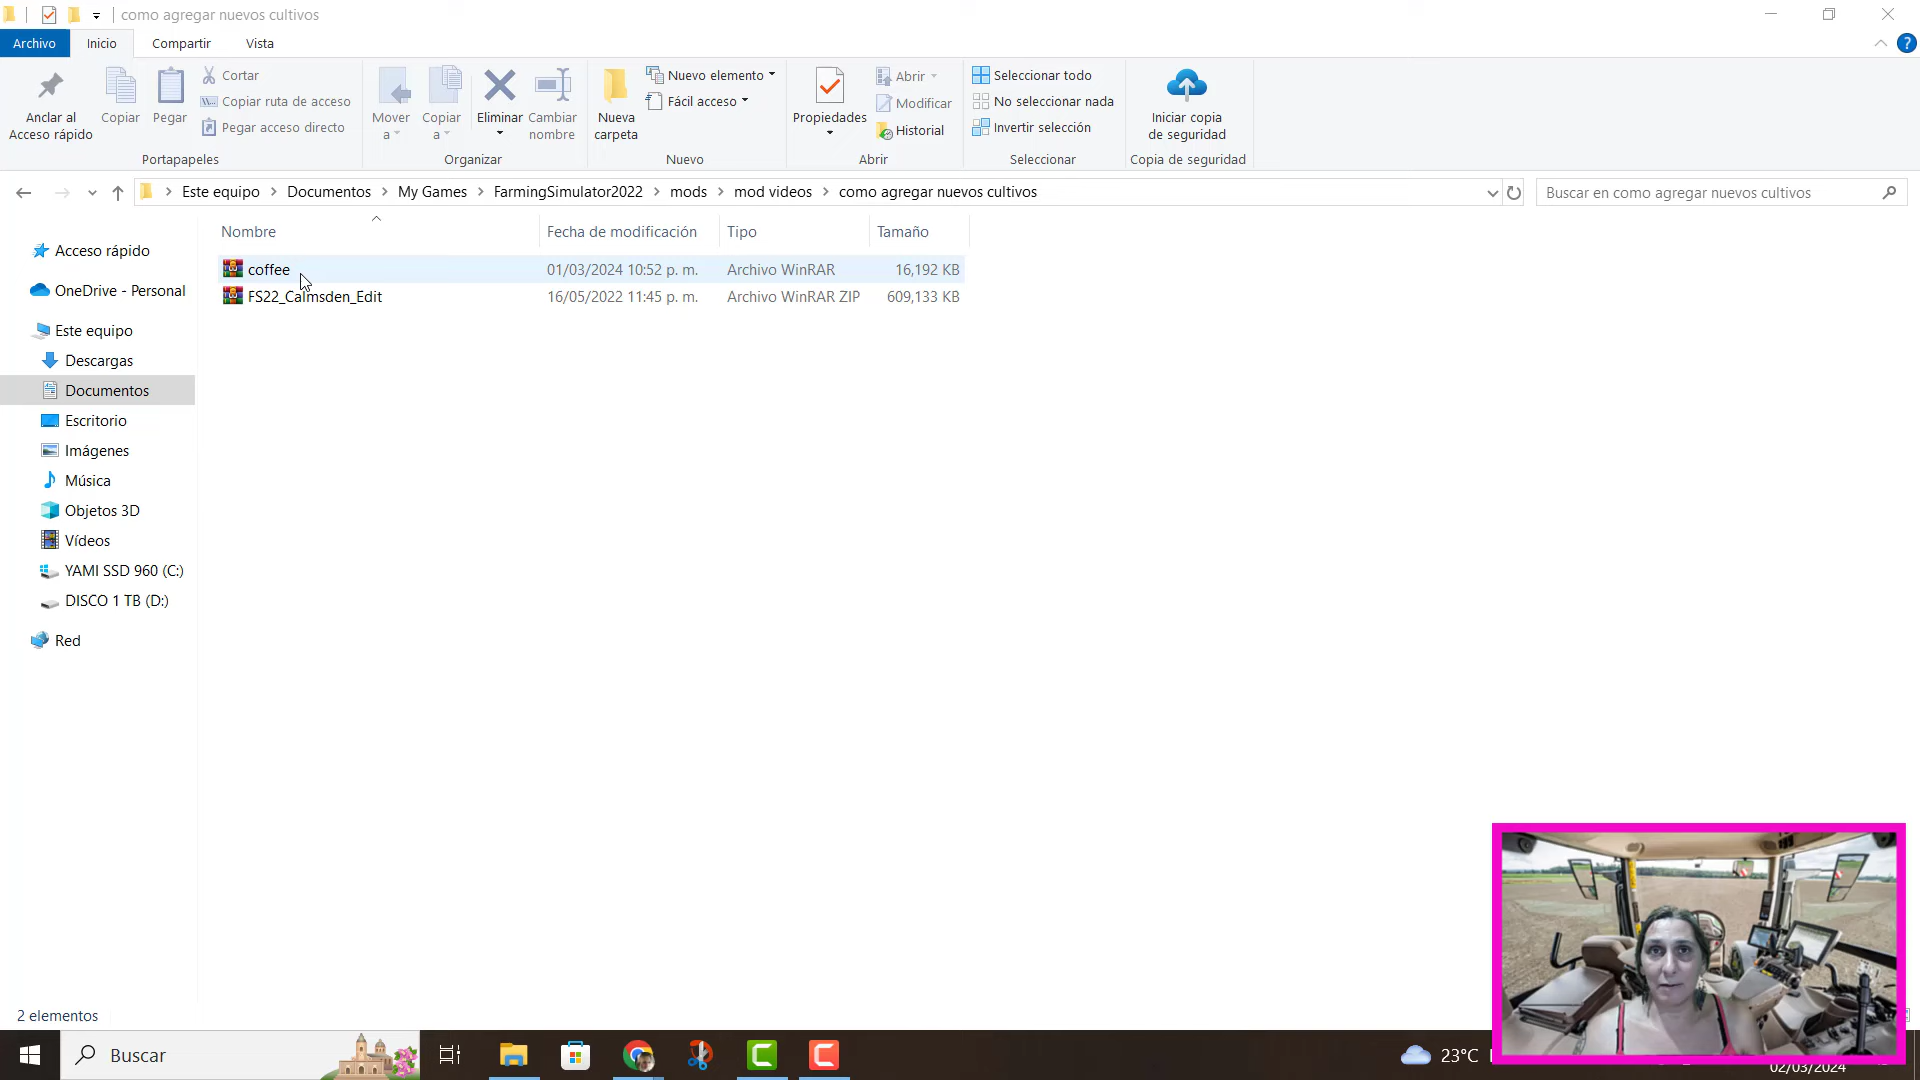 como agregar nuevos cultivos
Archivo
Inicio
Compartir
Vista
Anclar al
Acceso rápido
Copiar
Pegar
Cortar
Copiar ruta de acceso
Pegar acceso directo
Portapapeles
Mover
a
Copiar
a
Eliminar
Cambiar
nombre
Organizar
Nueva
carpeta
Nuevo elemento
Fácil acceso
Nuevo
Propiedades
Abrir
Modificar
Historial
Abrir
Seleccionar todo
No seleccionar nada
Invertir selección
Seleccionar
Iniciar copia
de seguridad
Copia de seguridad
Este equipo > Documentos > My Games > FarmingSimulator2022 > mods > mod videos > como agregar nuevos cultivos
Buscar en como agregar nuevos cultivos
Nombre Fecha de modificación Tipo Tamaño
coffee 01/03/2024 10:52 p. m. Archivo WinRAR 16,192 KB
FS22_Calmsden_Edit 16/05/2022 11:45 p. m. Archivo WinRAR ZIP 609,133 KB
Acceso rápido
OneDrive - Personal
Este equipo
Descargas
Documentos
Escritorio
Imágenes
Música
Objetos 3D
Vídeos
YAMI SSD 960 (C:)
DISCO 1 TB (D:)
Red
2 elementos
Buscar
23°C
02/03/2024